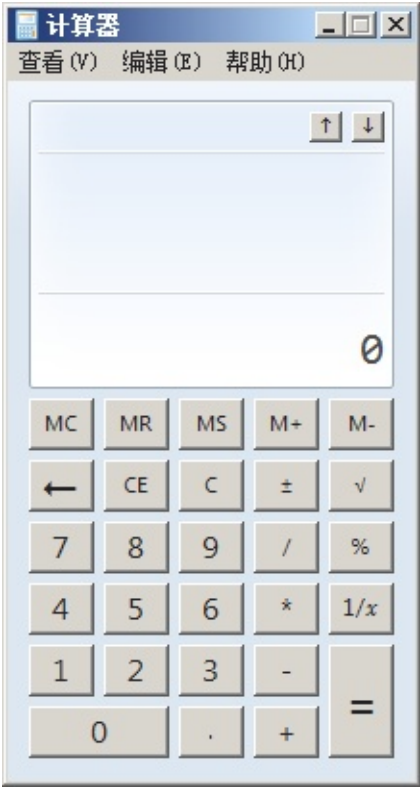 计算器
查看(V) 编辑(E) 帮助(H)
↑ ↓
0
MC MR MS M+ M-
← CE C ± √
7 8 9 / %
4 5 6 * 1/x
1 2 3 -
=
0 . +